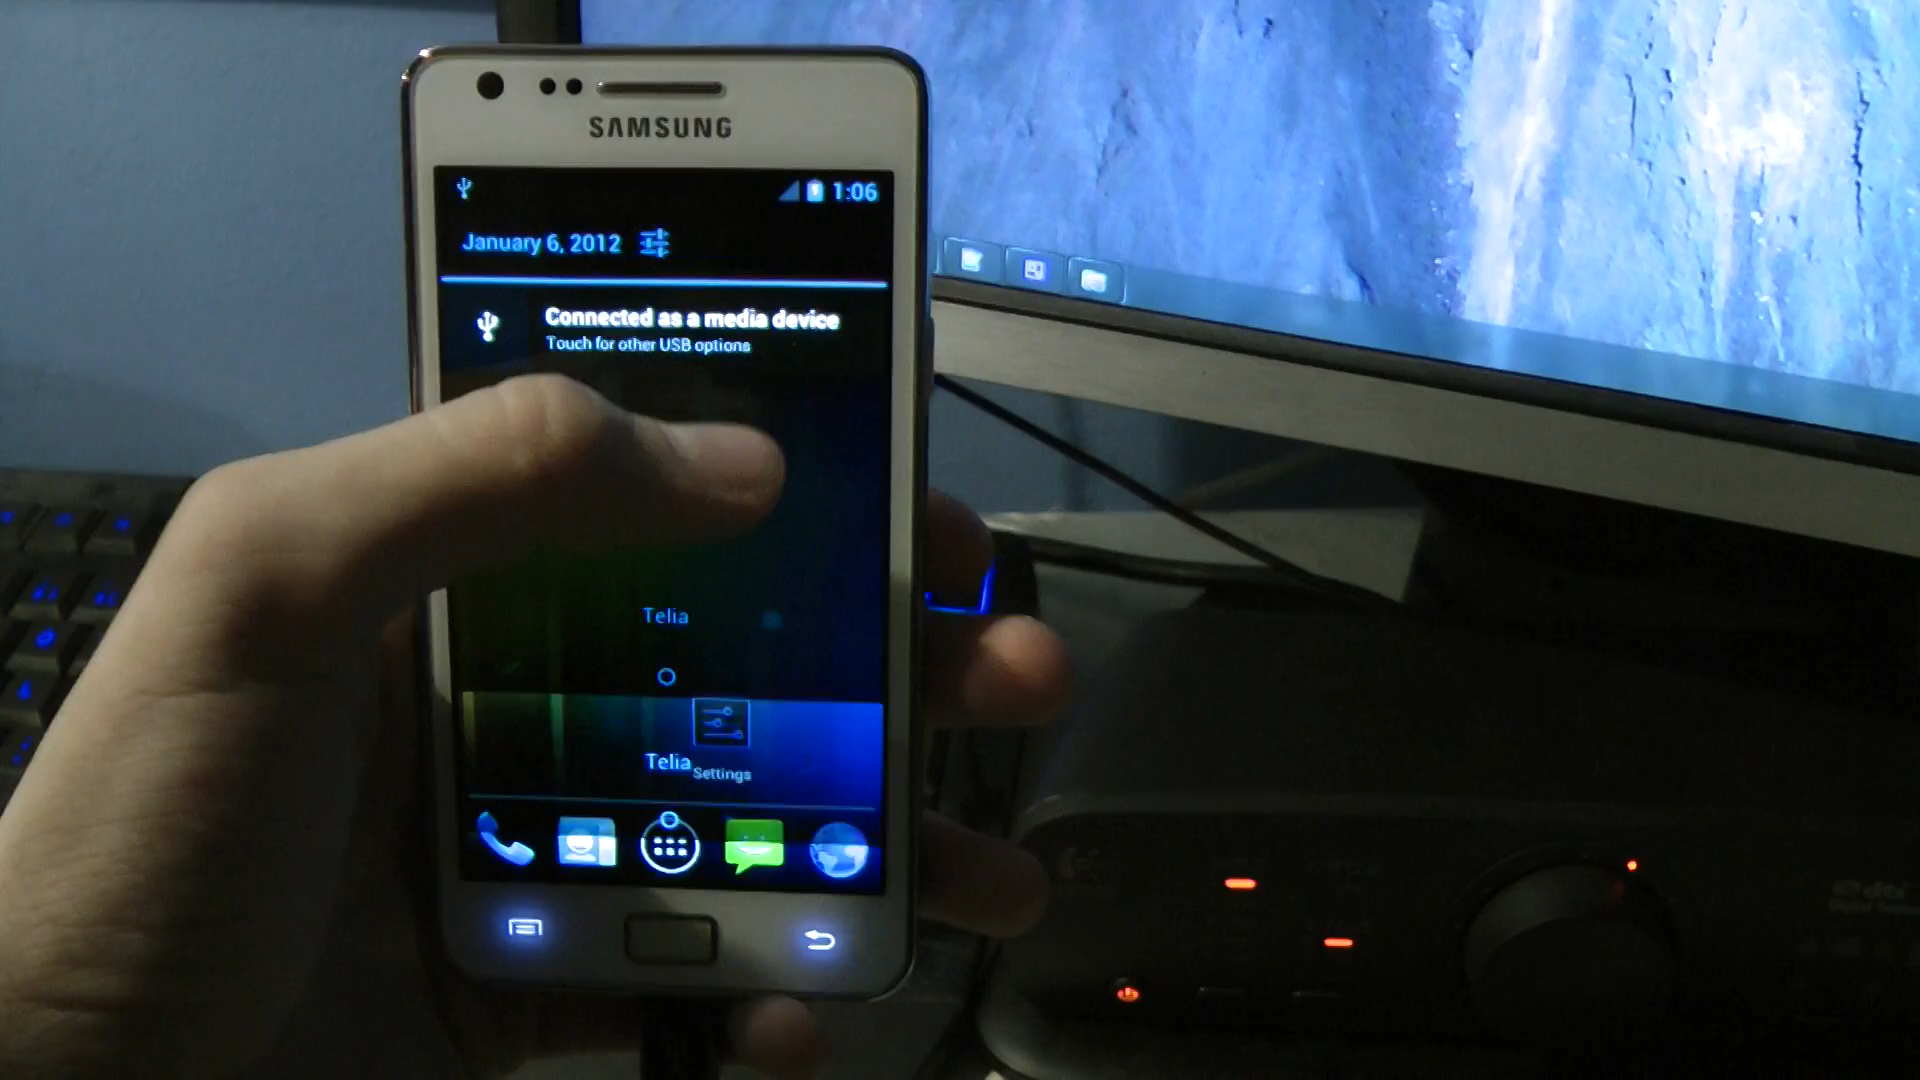 SAMSUNG
1:06
January 6, 2012
Connected as a media device
Touch for other USB options
Telia
Telia
Settings